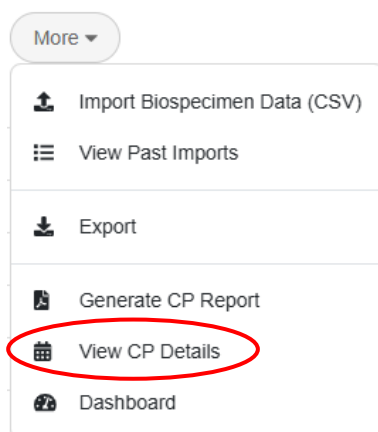 More
Import Biospecimen Data (CSV)
View Past Imports
Export
Generate CP Report
View CP Details
Dashboard